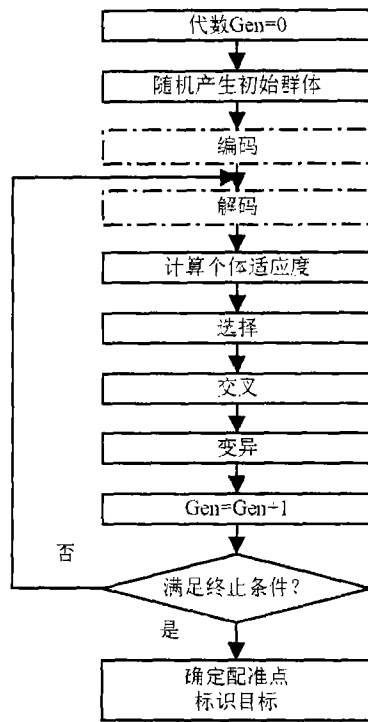 代数Gen=0
随机产生初始群体
编码
解码
计算个体适应度
选择
交叉
变异
Gen=Gen+1
否
满足终止条件?
是
确定配准点
标识目标